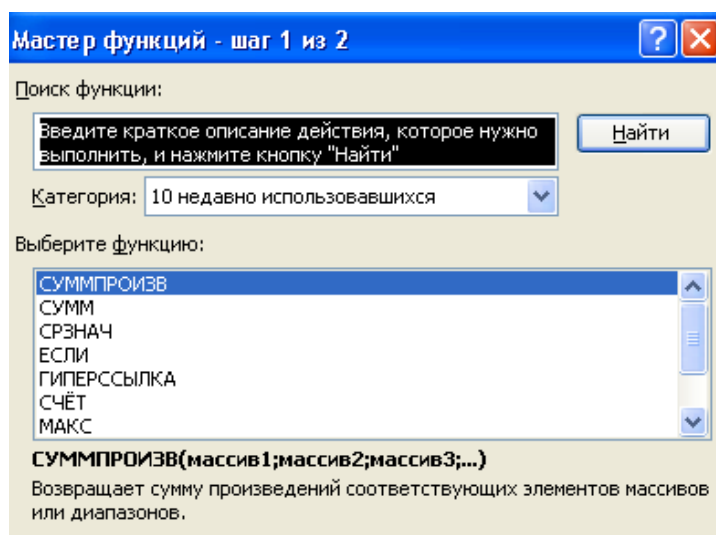 Мастер функций - шаг 1 из 2
Поиск функции:
Введите краткое описание действия, которое нужно
выполнить, и нажмите кнопку "Найти"
Найти
Категория: 10 недавно использовавшихся
Выберите функцию:
СУММПРОИЗВ
СУММ
СРЗНАЧ
ЕСЛИ
ГИПЕРССЫЛКА
СЧЁТ
МАКС
СУММПРОИЗВ(массив1;массив2;массив3;...)
Возвращает сумму произведений соответствующих элементов массивов
или диапазонов.